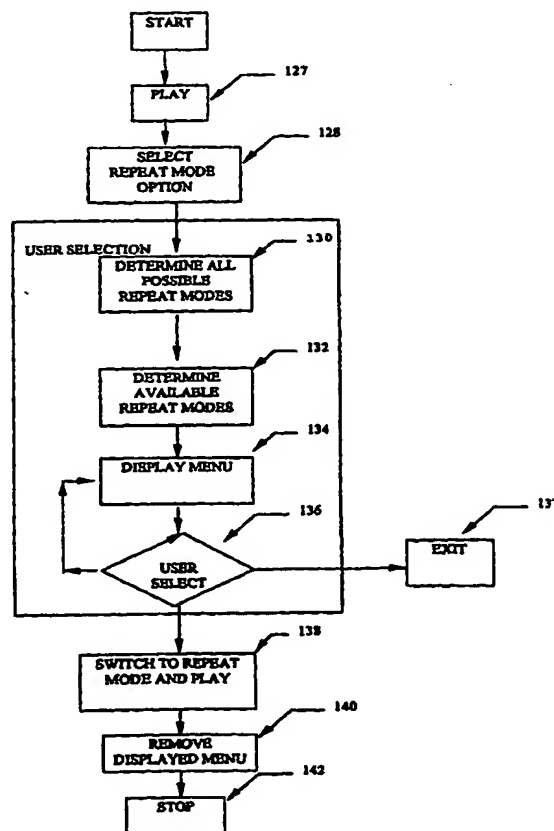 START
127
PLAY
128
SELECT
REPEAT MODE
OPTION
USER SELECTION
130
DETERMINE ALL
POSSIBLE
REPEAT MODES
132
DETERMINE
AVAILABLE
REPEAT MODES
134
DISPLAY MENU
136
USER
SELECT
EXIT
138
SWITCH TO REPEAT
MODE AND PLAY
140
REMOVE
DISPLAYED MENU
142
STOP